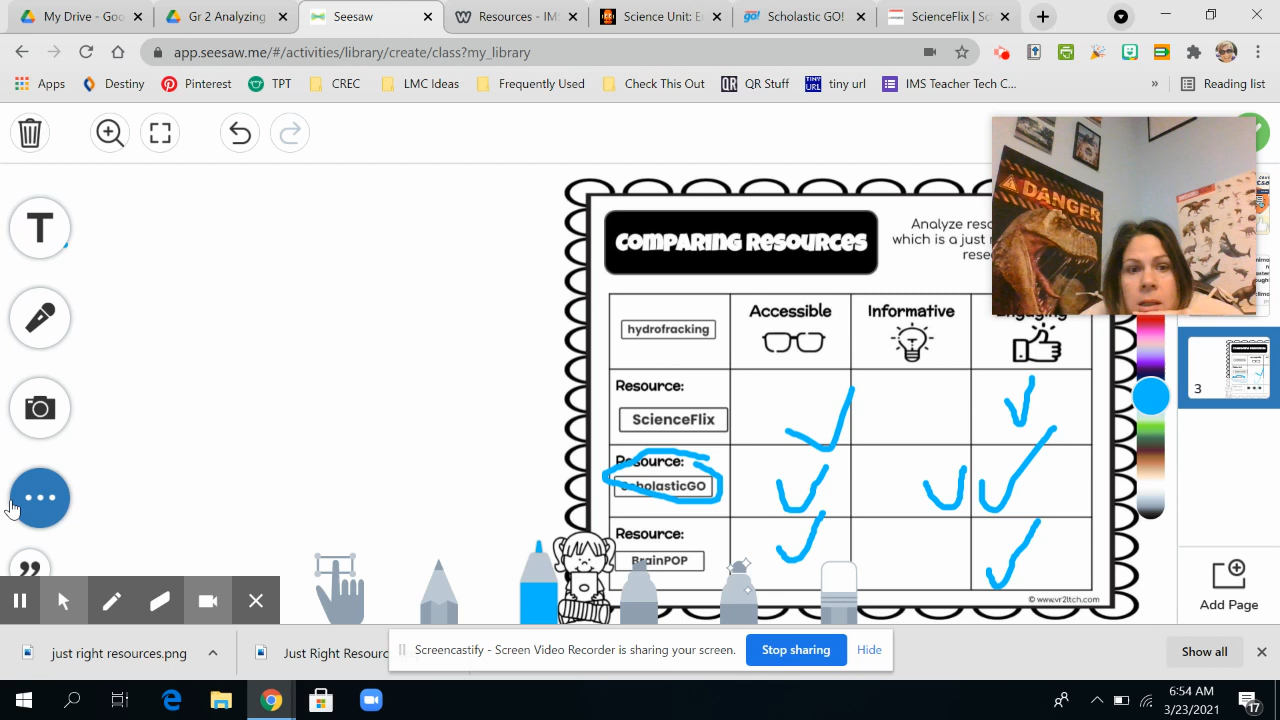 My Drive - Goo
Gr 2 Analyzing
Seesaw
Resources - IMS
Science Unit: E
Scholastic GO!
ScienceFlix | Sc
app.seesaw.me/#/activities/library/create/class?my_library
Apps
Destiny
Pinterest
TPT
CREC
LMC Ideas
Frequently Used
Check This Out
QR Stuff
tiny url
IMS Teacher Tech C...
»
Reading list
T
COMPARING RESOURCES
Analyze reso
which is a just r
rese
DANGER
hydrofracking
Accessible
Informative
Engaging
Resource:
ScienceFlix
Resource:
ScholasticGO
Resource:
BrainPOP
© www.vr2ltch.com
3
Add Page
just right resources.png
Just Right Resourc
Screencastify - Screen Video Recorder is sharing your screen.
Stop sharing
Hide
Show all
6:54 AM
3/23/2021
17